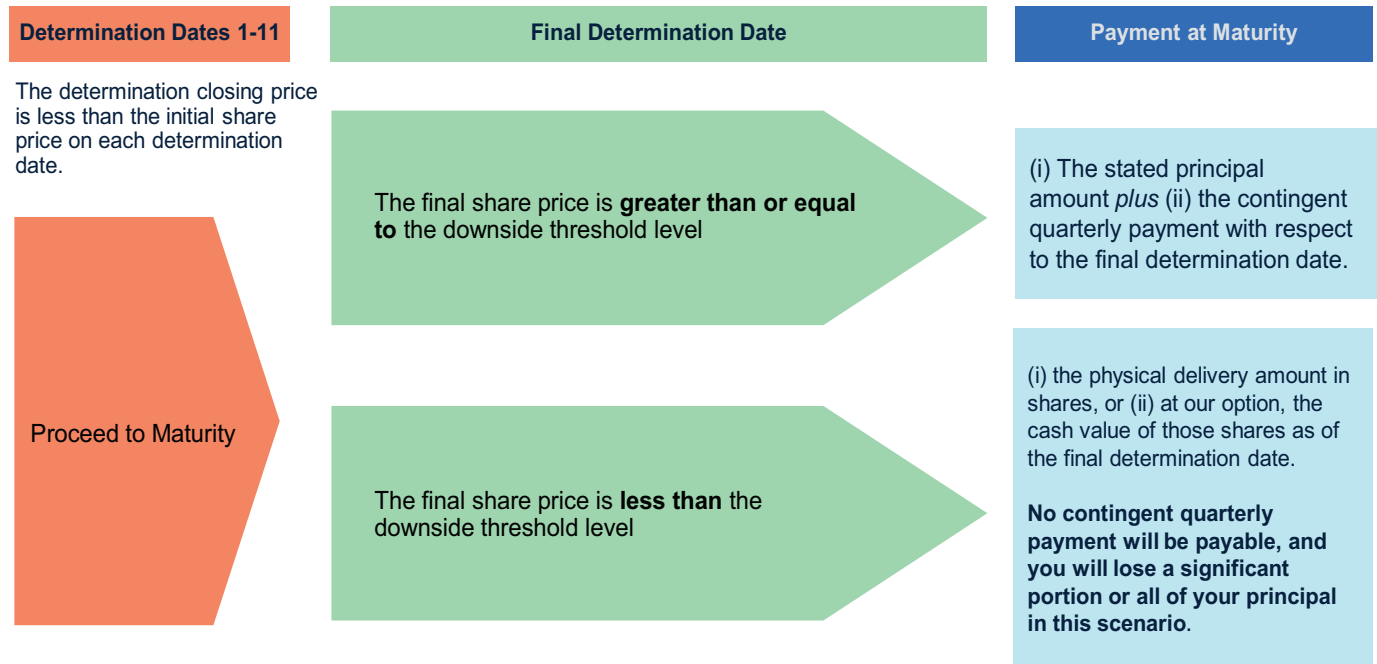 Determination Dates 1-11
Final Determination Date
Payment at Maturity
The determination closing price
is less than the initial share
price on each determination
date.
Proceed to Maturity
The final share price is greater than or equal
to the downside threshold level
(i) The stated principal
amount plus (ii) the contingent
quarterly payment with respect
to the final determination date.
The final share price is less than the
downside threshold level
(i) the physical delivery amount in
shares, or (ii) at our option, the
cash value of those shares as of
the final determination date.
No contingent quarterly
payment will be payable, and
you will lose a significant
portion or all of your principal
in this scenario.